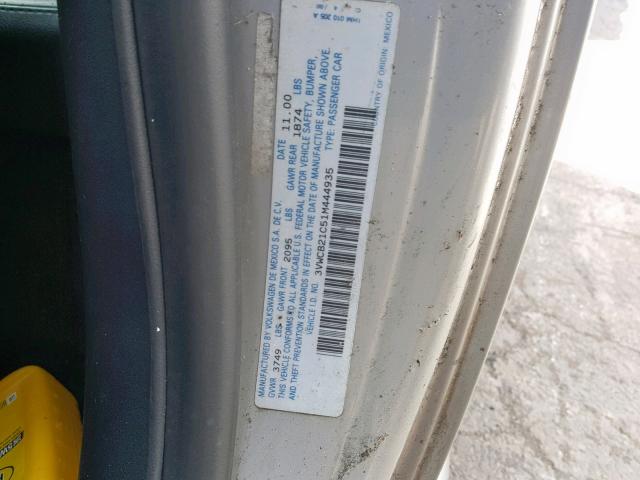 MANUFACTURED BY VOLKSWAGEN DE MEXICO S.A. DE C.V. DATE 11.00
GVWR 3749 LBS** GAWR FRONT 2095 LBS GAWR REAR 1874 LBS
THIS VEHICLE CONFORMS TO ALL APPLICABLE U.S. FEDERAL MOTOR VEHICLE SAFETY, BUMPER,
AND THEFT PREVENTION STANDARDS IN EFFECT ON THE DATE OF MANUFACTURE SHOWN ABOVE.
VEHICLE I.D. NO. 3VWCB21C51M444935 TYPE: PASSENGER CAR
COUNTRY OF ORIGIN: MEXICO